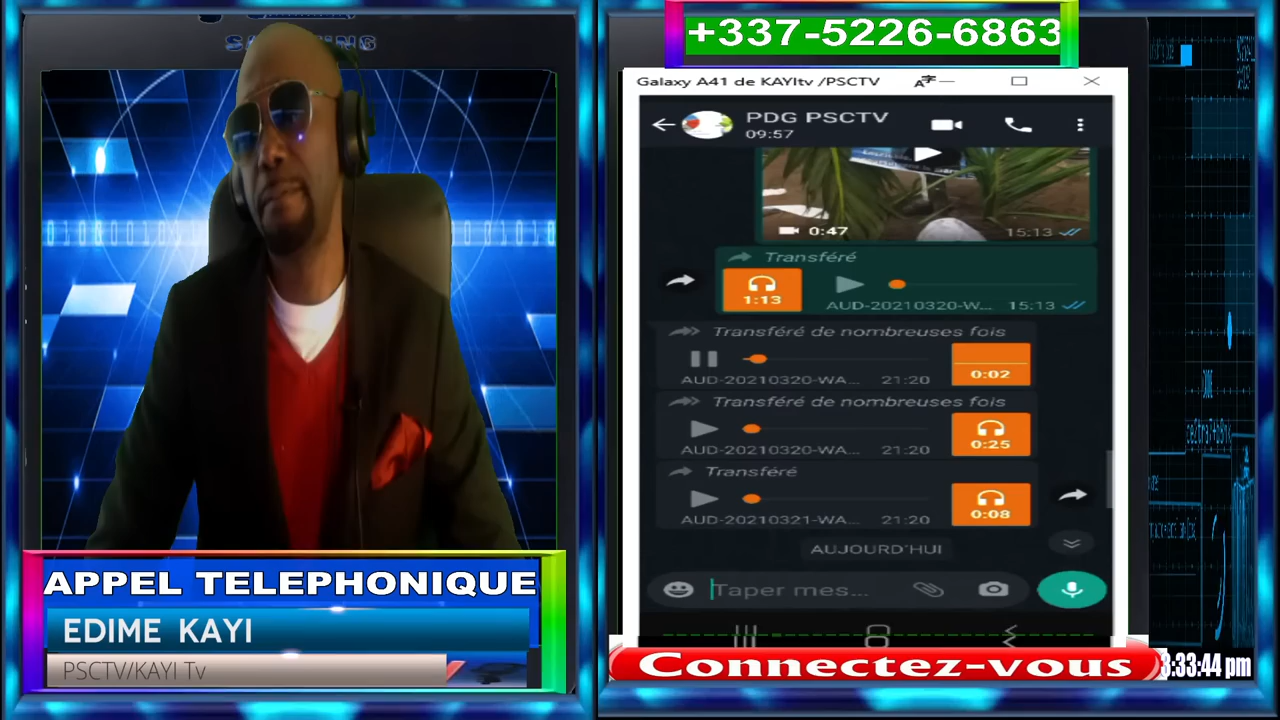 SAMSUNG
APPEL TELEPHONIQUE
EDIME KAYI
PSCTV/KAYI Tv
+337-5226-6863
Galaxy A41 de KAYItv /PSCTV
PDG PSCTV
09:57
0:47
15:13
Transféré
1:13
AUD-20210320-W...
15:13
Transféré de nombreuses fois
0:02
AUD-20210320-WA...
21:20
Transféré de nombreuses fois
0:25
AUD-20210320-WA...
21:20
Transféré
0:08
AUD-20210321-WA...
21:20
AUJOURD'HUI
Taper mes...
Connectez-vous
3:33:44 pm